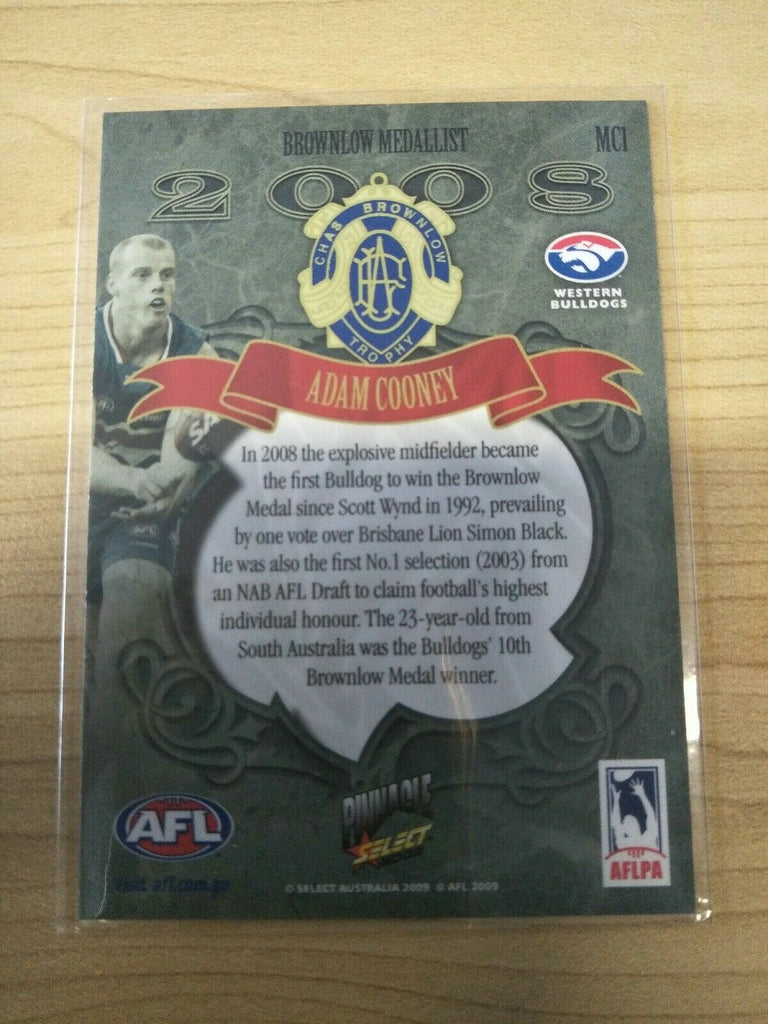 BROWNLOW MEDALLIST
MC1
2008
CHAS BROWNLOW
TROPHY
WESTERN
BULLDOGS
ADAM COONEY
In 2008 the explosive midfielder became
the first Bulldog to win the Brownlow
Medal since Scott Wynd in 1992, prevailing
by one vote over Brisbane Lion Simon Black.
He was also the first No.1 selection (2003) from
an NAB AFL Draft to claim football's highest
individual honour. The 23-year-old from
South Australia was the Bulldogs' 10th
Brownlow Medal winner.
AFL
visit afl.com.au
PINNACLE
SELECT
© SELECT AUSTRALIA 2009 © AFL 2009
AFLPA